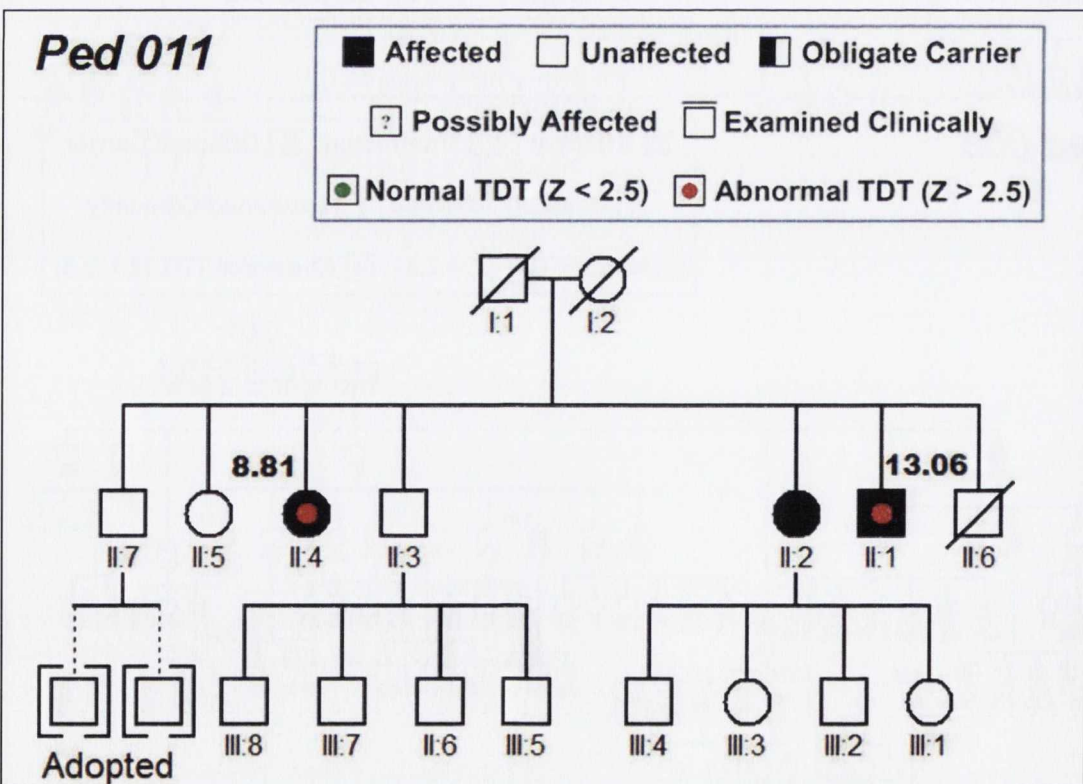 Ped 011
Affected Unaffected Obligate Carrier
? Possibly Affected Examined Clinically
Normal TDT (Z < 2.5) Abnormal TDT (Z > 2.5)
I:1 I:2
8.81 13.06
II:7 II:5 II:4 II:3 II:2 II:1 II:6
III:8 III:7 II:6 III:5 III:4 III:3 III:2 III:1
Adopted